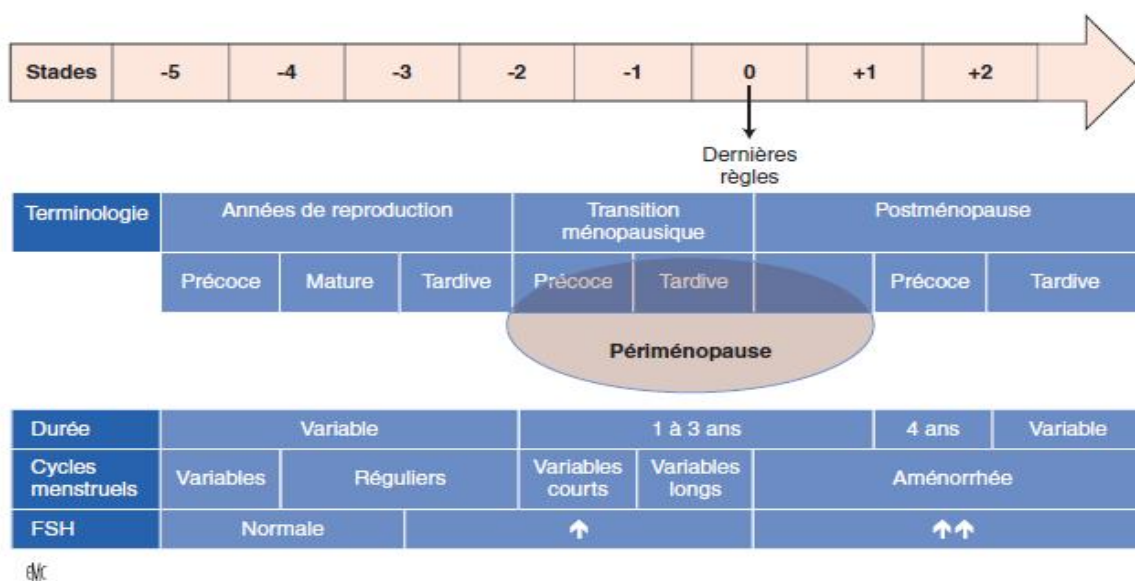 Stades -5 -4 -3 -2 -1 0 +1 +2
Dernières
règles
Terminologie Années de reproduction Transition
ménopausique Postménopause
Précoce Mature Tardive Précoce Tardive Précoce Tardive
Périménopause
Durée Variable 1 à 3 ans 4 ans Variable
Cycles
menstruels Variables Réguliers Variables
courts Variables
longs Aménorrhée
FSH Normale ↑ ↑↑
EMC